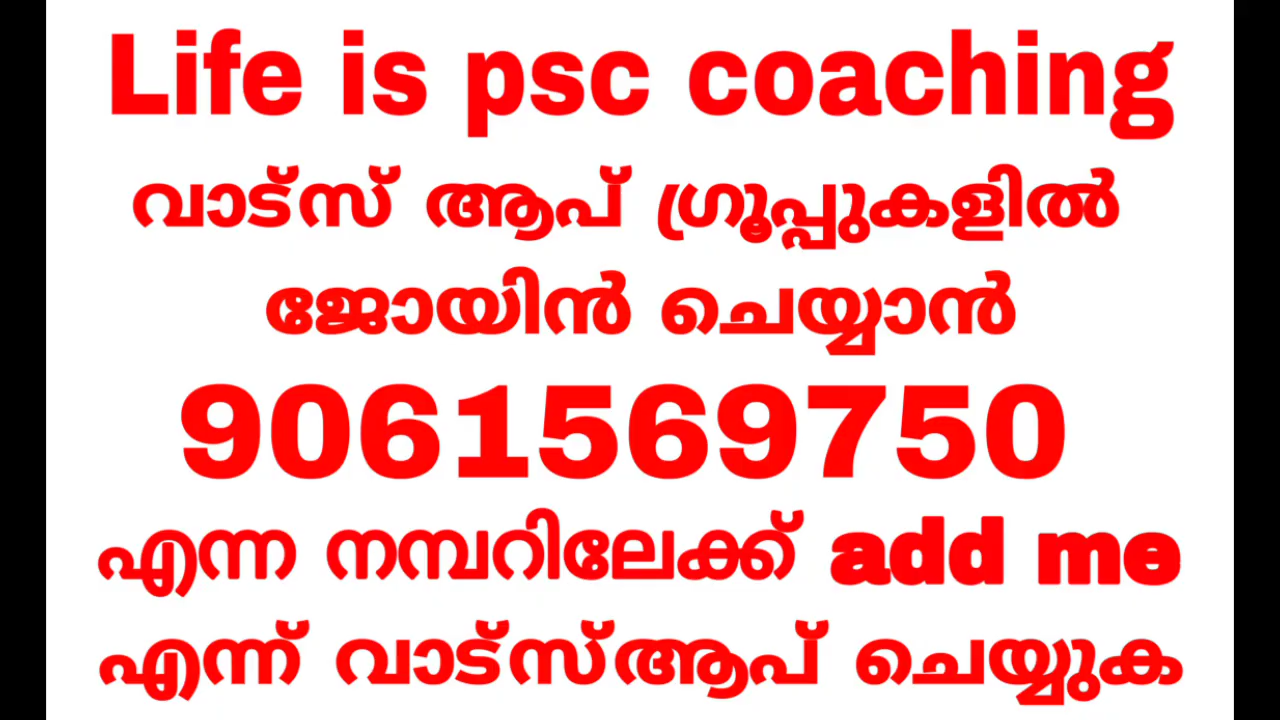 Life is psc coaching
വാട്സ് ആപ് ഗ്രൂപ്പുകളിൽ
ജോയിൻ ചെയ്യാൻ
9061569750
എന്ന നമ്പറിലേക്ക് add me
എന്ന് വാട്സ്ആപ് ചെയ്യുക